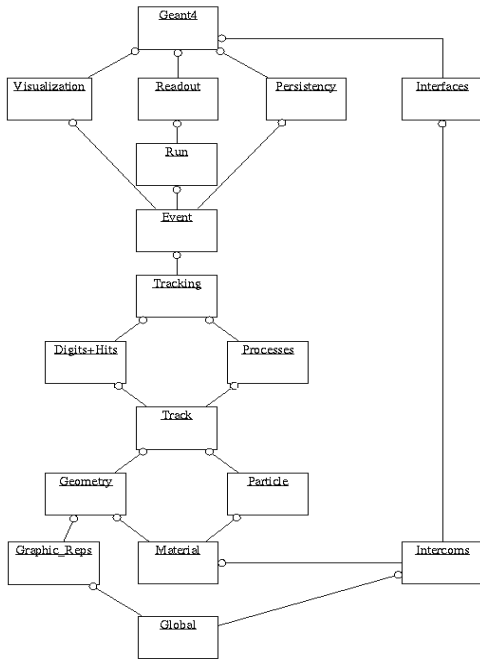 Geant4
Visualization
Readout
Persistency
Interfaces
Run
Event
Tracking
Digits+Hits
Processes
Track
Geometry
Particle
Graphic_Reps
Material
Intercoms
Global